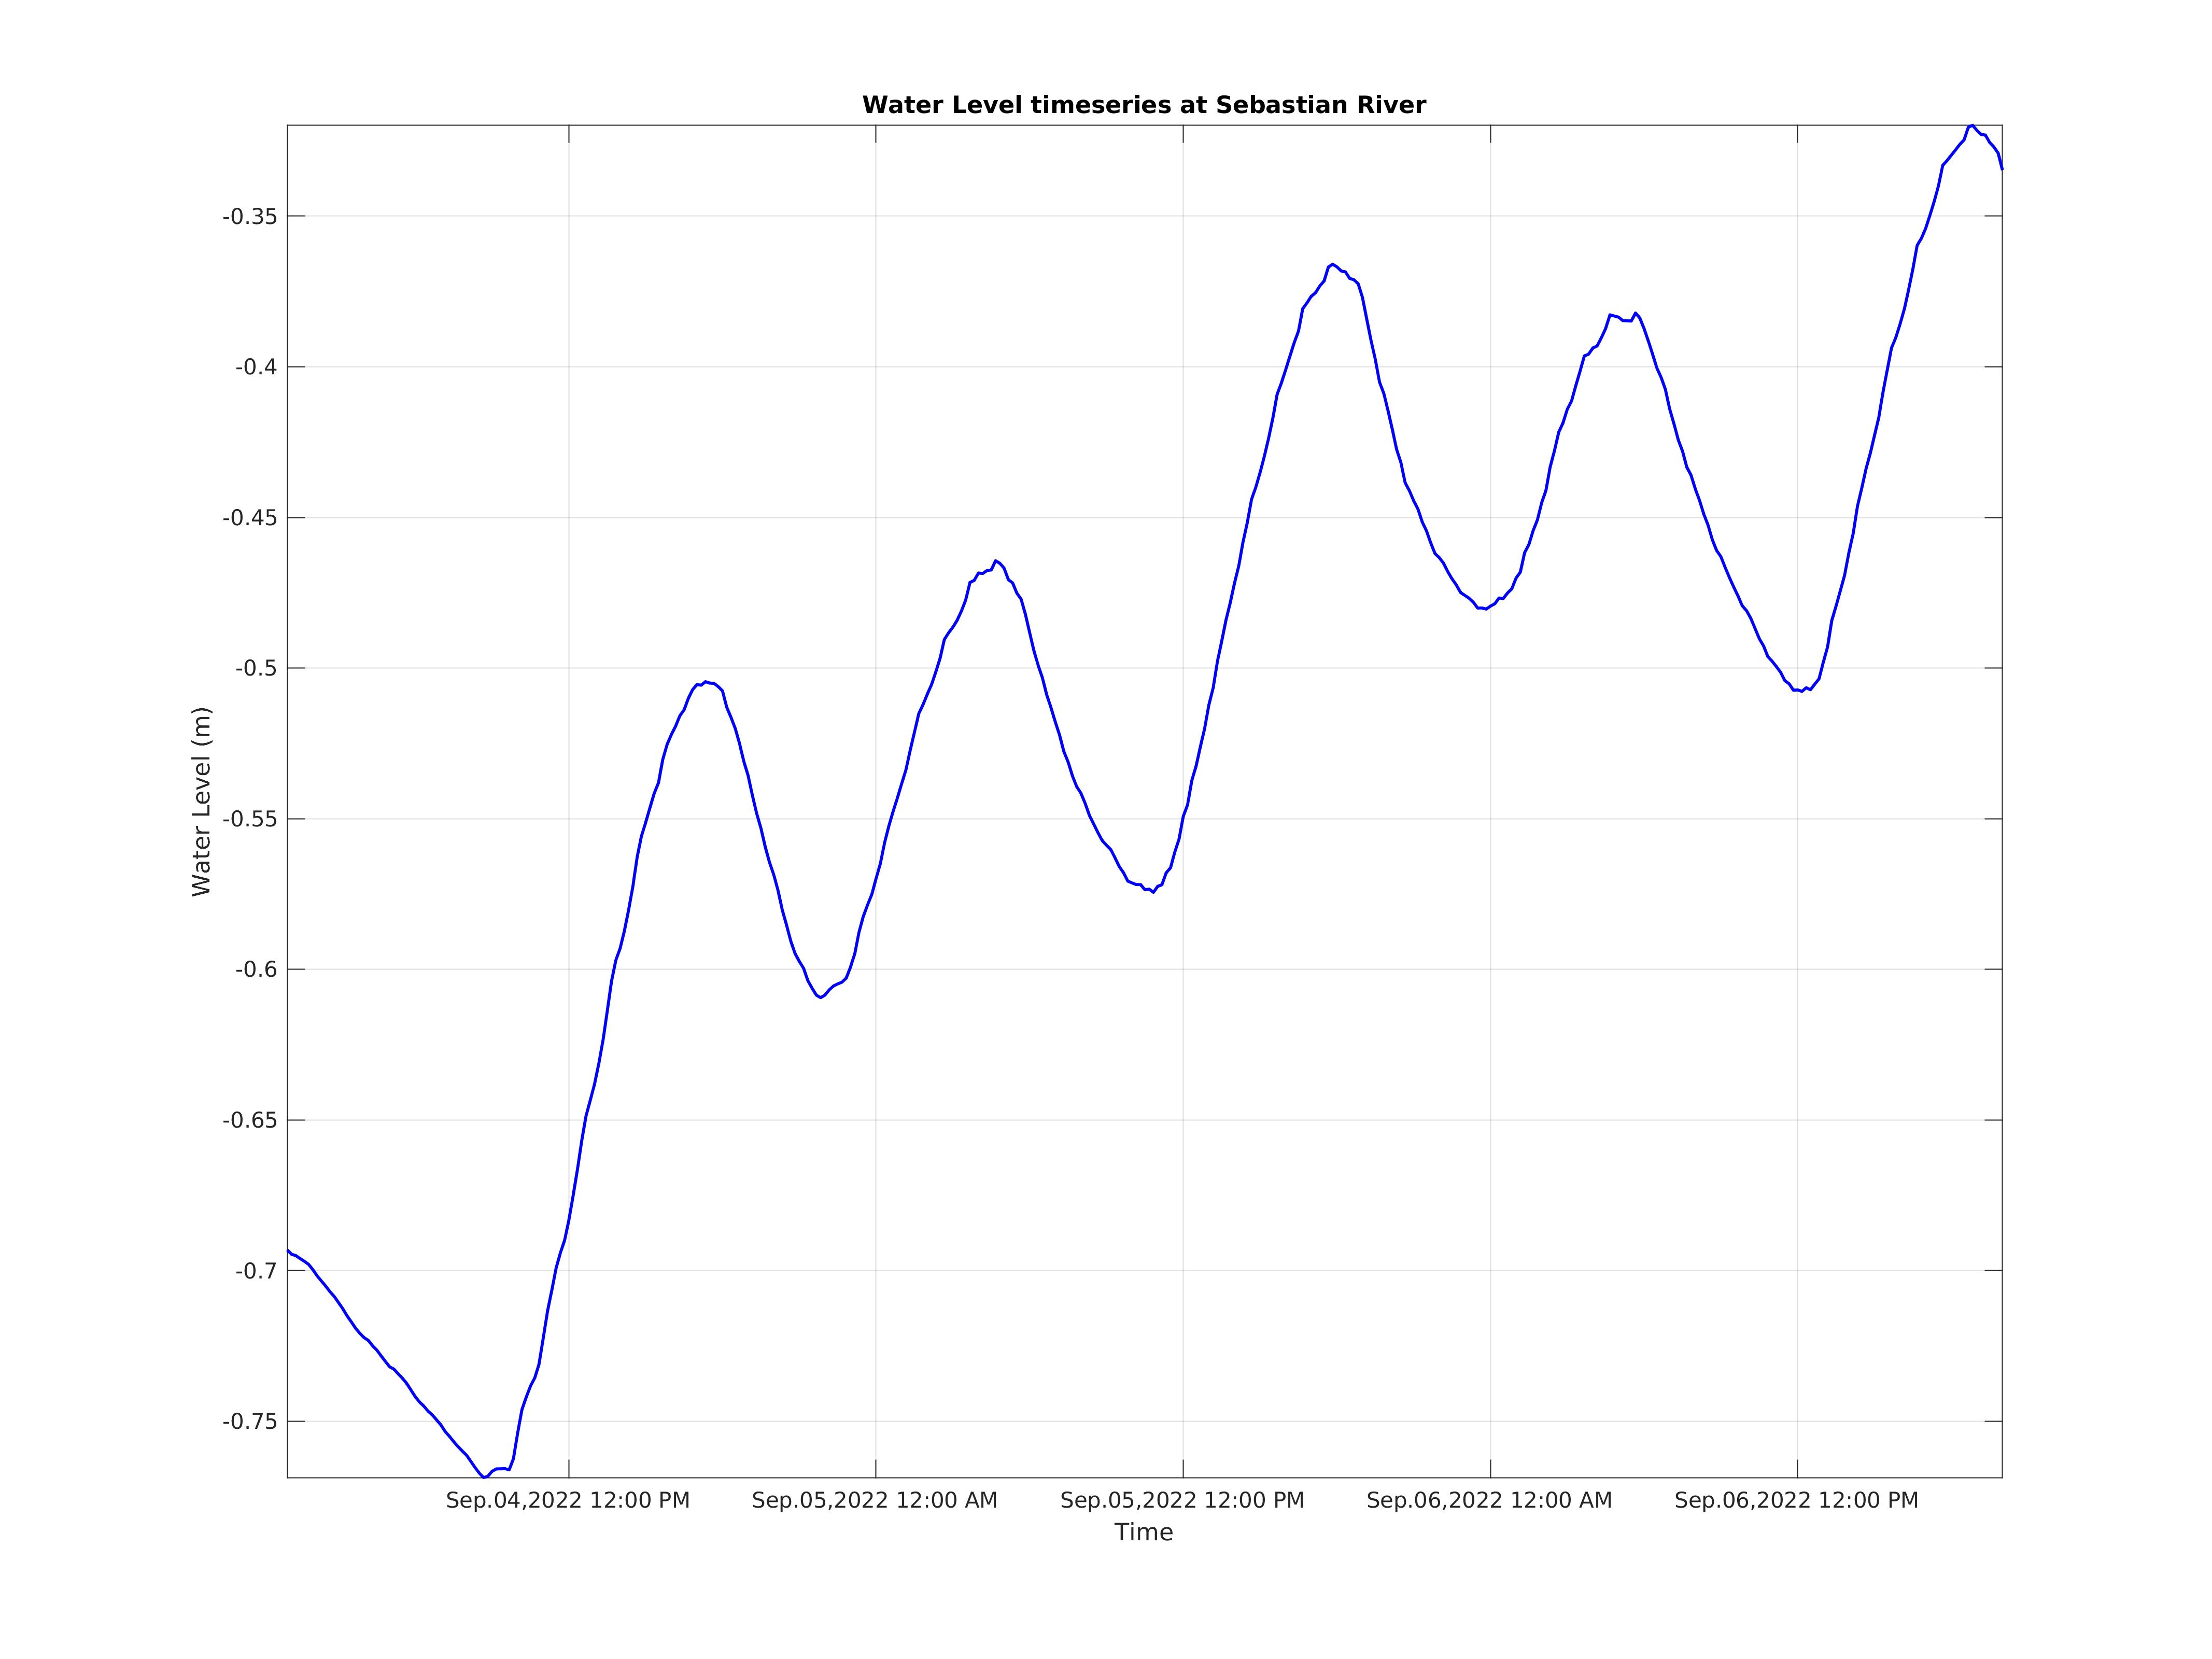 Water Level timeseries at Sebastian River
-0.35
-0.4
-0.45
-0.5
-0.55
-0.6
-0.65
-0.7
-0.75
Water Level (m)
Sep.04,2022 12:00 PM
Sep.05,2022 12:00 AM
Sep.05,2022 12:00 PM
Sep.06,2022 12:00 AM
Sep.06,2022 12:00 PM
Time